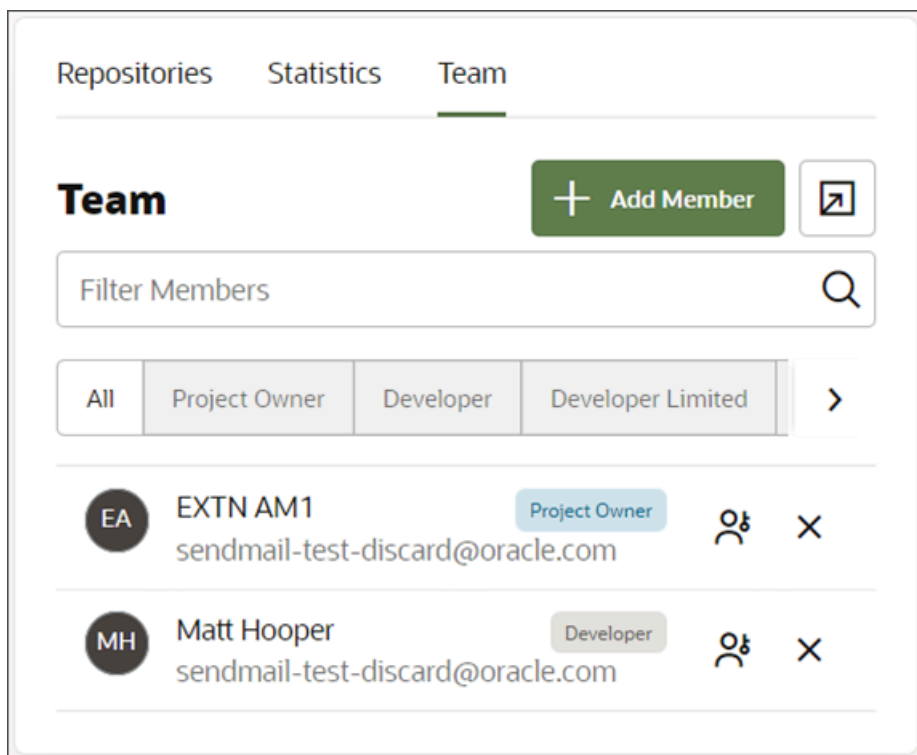 Repositories Statistics Team
Team
Add Member
Filter Members
All Project Owner Developer Developer Limited
EA EXTN AM1 Project Owner
sendmail-test-discard@oracle.com
MH Matt Hooper Developer
sendmail-test-discard@oracle.com